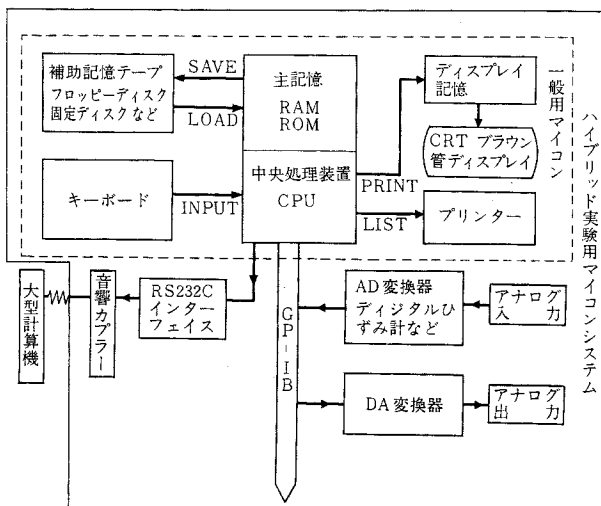 補助記憶テープ
フロッピーディスク
固定ディスクなど
SAVE
LOAD
主記憶
RAM
ROM
中央処理装置
CPU
キーボード
INPUT
ディスプレイ
記憶
CRT ブラウン
管ディスプレイ
PRINT
LIST
プリンター
一般用マイコン
ハイブリッド実験用マイコンシステム
大型計算機
音響カプラー
RS232C
インター
フェイス
GP-IB
AD変換器
ディジタルひ
ずみ計など
アナログ
入力
DA変換器
アナログ
出力